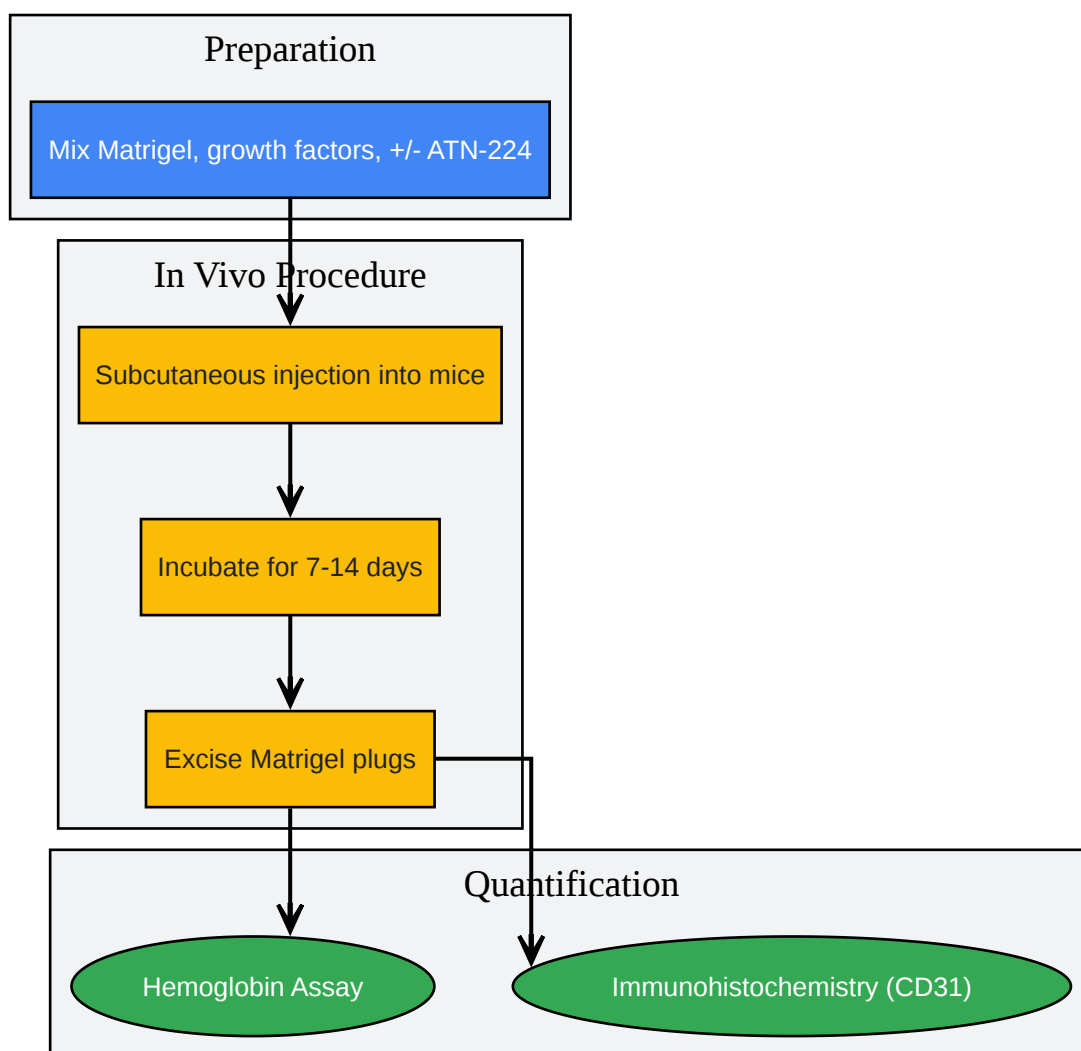 Preparation
Mix Matrigel, growth factors, +/- ATN-224
In Vivo Procedure
Subcutaneous injection into mice
Incubate for 7-14 days
Excise Matrigel plugs
Quantification
Hemoglobin Assay
Immunohistochemistry (CD31)